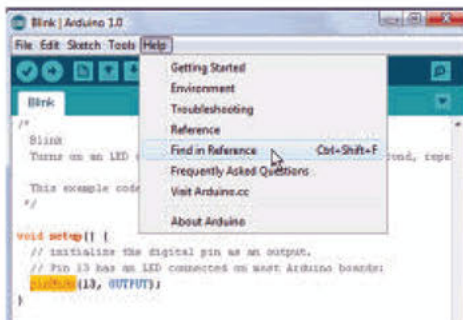 Blink | Arduino 1.0
File Edit Sketch Tools Help
Getting Started
Environment
Troubleshooting
Reference
Find in Reference Ctrl+Shift+F
Frequently Asked Questions
Visit Arduino.cc
About Arduino
Blink
/*
Blink
Turns on an LED ond, repe
This example code
*/
void setup() {
// initialize the digital pin as an output.
// Pin 13 has an LED connected on most Arduino boards:
pinMode(13, OUTPUT);
}